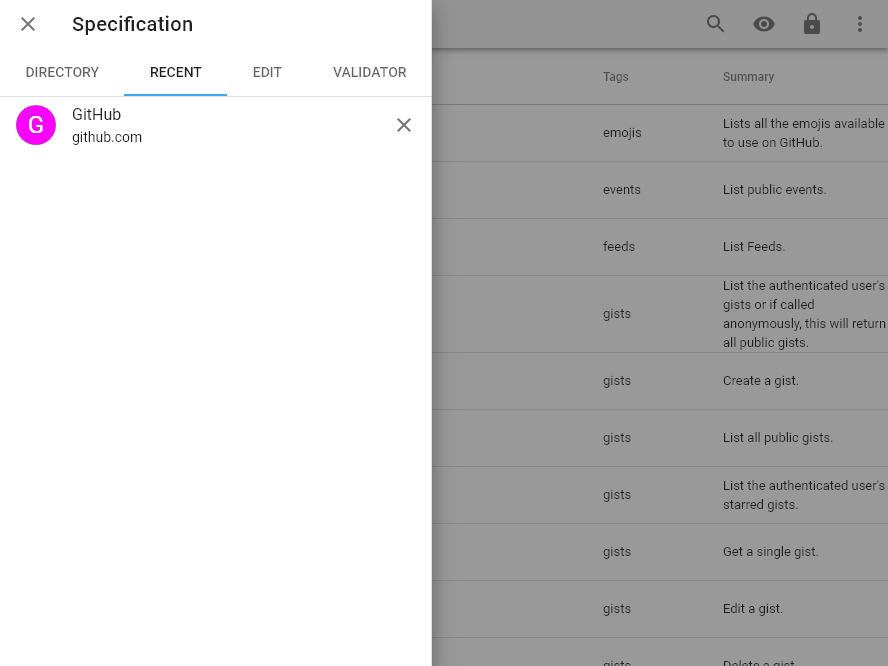 Specification
DIRECTORY RECENT EDIT VALIDATOR
G
GitHub
github.com
Tags Summary
emojis
Lists all the emojis available
to use on GitHub.
events
List public events.
feeds
List Feeds.
gists
List the authenticated user's
gists or if called
anonymously, this will return
all public gists.
gists
Create a gist.
gists
List all public gists.
gists
List the authenticated user's
starred gists.
gists
Get a single gist.
gists
Edit a gist.
gists
Delete a gist.